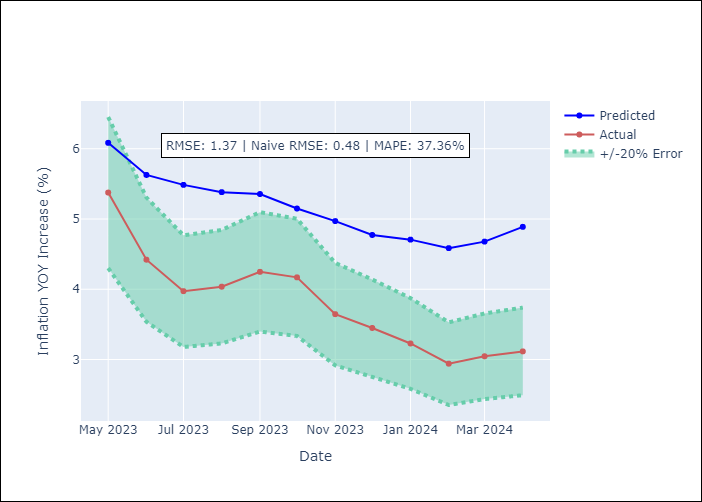 RMSE: 1.37 | Naive RMSE: 0.48 | MAPE: 37.36%
Predicted
Actual
+/-20% Error
Inflation YOY Increase (%)
6
5
4
3
May 2023
Jul 2023
Sep 2023
Nov 2023
Jan 2024
Mar 2024
Date